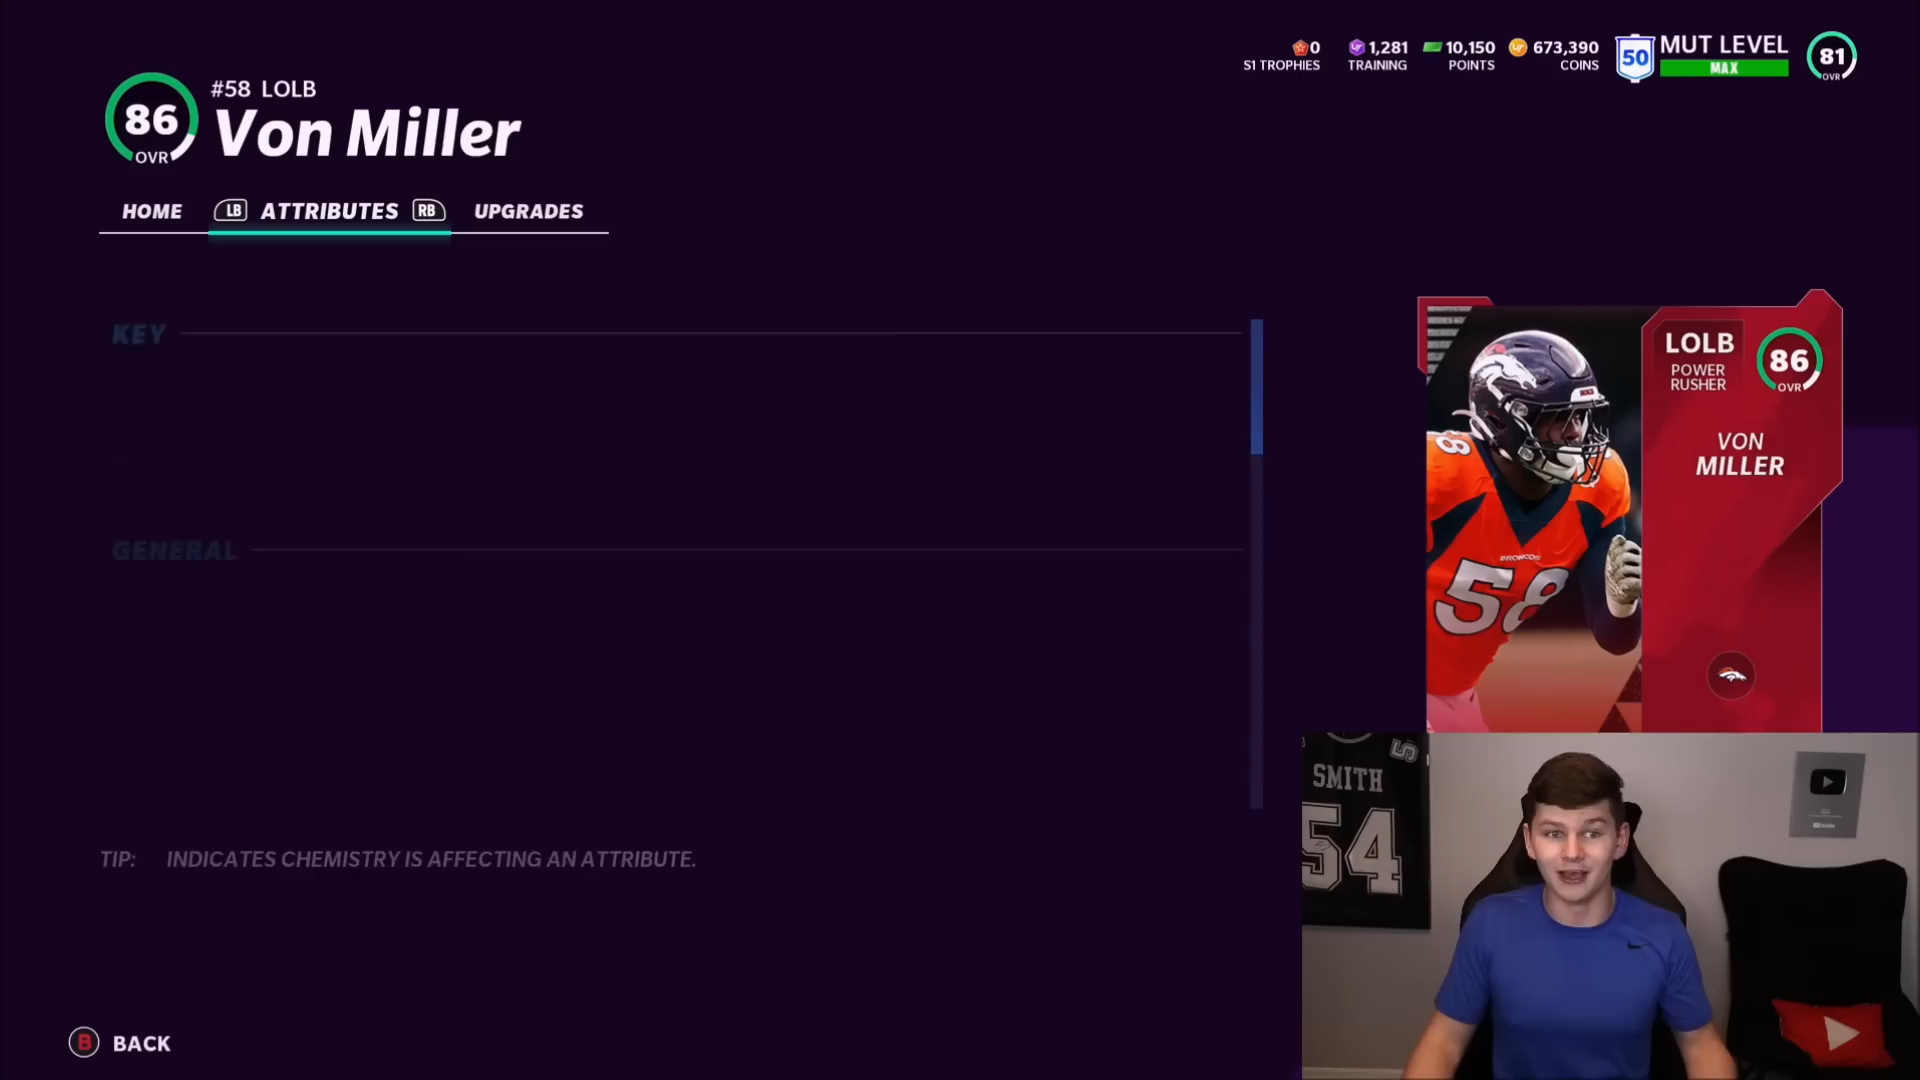 0
S1 TROPHIES
1,281
TRAINING
10,150
POINTS
673,390
COINS
50
MUT LEVEL
MAX
81
OVR
86
OVR
#58 LOLB
Von Miller
HOME
LB
ATTRIBUTES
RB
UPGRADES
KEY
GENERAL
LOLB
POWER
RUSHER
86
OVR
VON
MILLER
8
BRONCOS
58
TIP: INDICATES CHEMISTRY IS AFFECTING AN ATTRIBUTE.
SMITH
54
B BACK